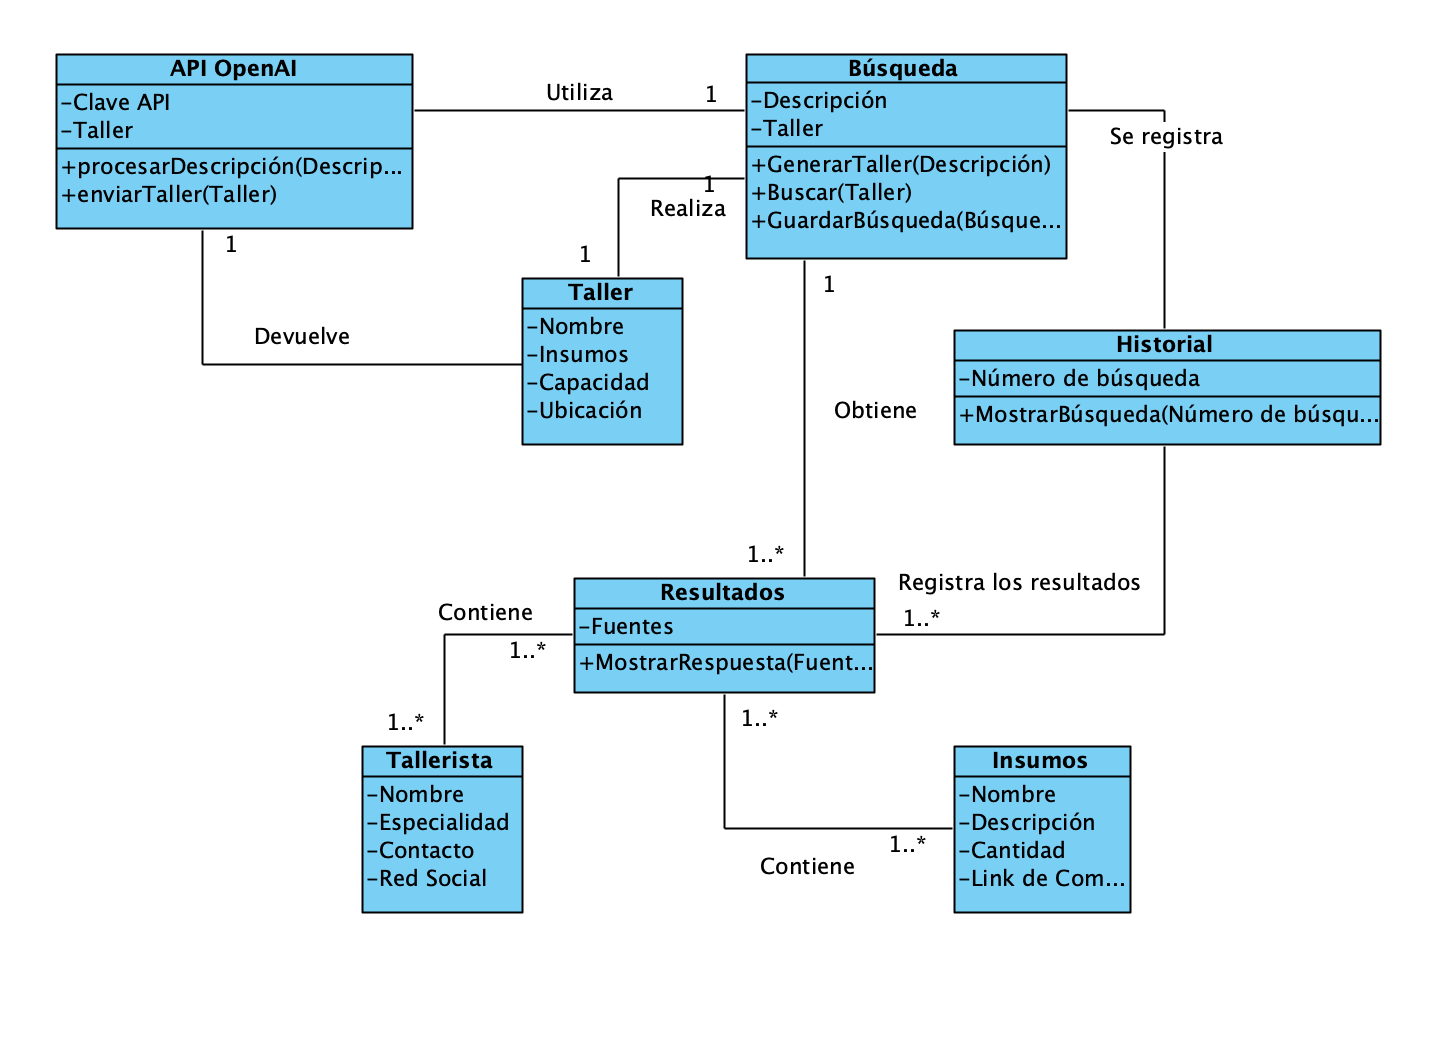 API OpenAI
-Clave API
-Taller
+procesarDescripción(Descrip...
+enviarTaller(Taller)
Utiliza
1
Búsqueda
-Descripción
-Taller
+GenerarTaller(Descripción)
+Buscar(Taller)
+GuardarBúsqueda(Búsque...
Se registra
1
Realiza
1
1
Devuelve
Taller
-Nombre
-Insumos
-Capacidad
-Ubicación
1
Obtiene
1..*
Historial
-Número de búsqueda
+MostrarBúsqueda(Número de búsqu...
Registra los resultados
1..*
Resultados
-Fuentes
+MostrarRespuesta(Fuent...
Contiene
1..*
1..*
1..*
Tallerista
-Nombre
-Especialidad
-Contacto
-Red Social
Contiene
1..*
Insumos
-Nombre
-Descripción
-Cantidad
-Link de Com...